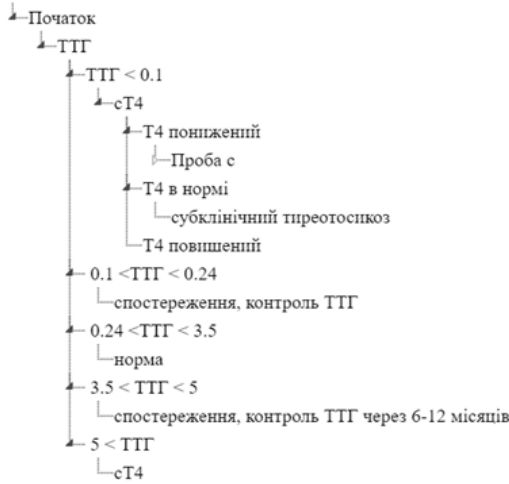 Початок
ТТГ
ТТГ < 0.1
сТ4
Т4 понижений
Проба с
Т4 в нормі
субклінічний тиреотосикоз
Т4 повишений
0.1 <ТТГ < 0.24
спостереження, контроль ТТГ
0.24 <ТТГ < 3.5
норма
3.5 < ТТГ < 5
спостереження, контроль ТТГ через 6-12 місяців
5 < ТТГ
сТ4